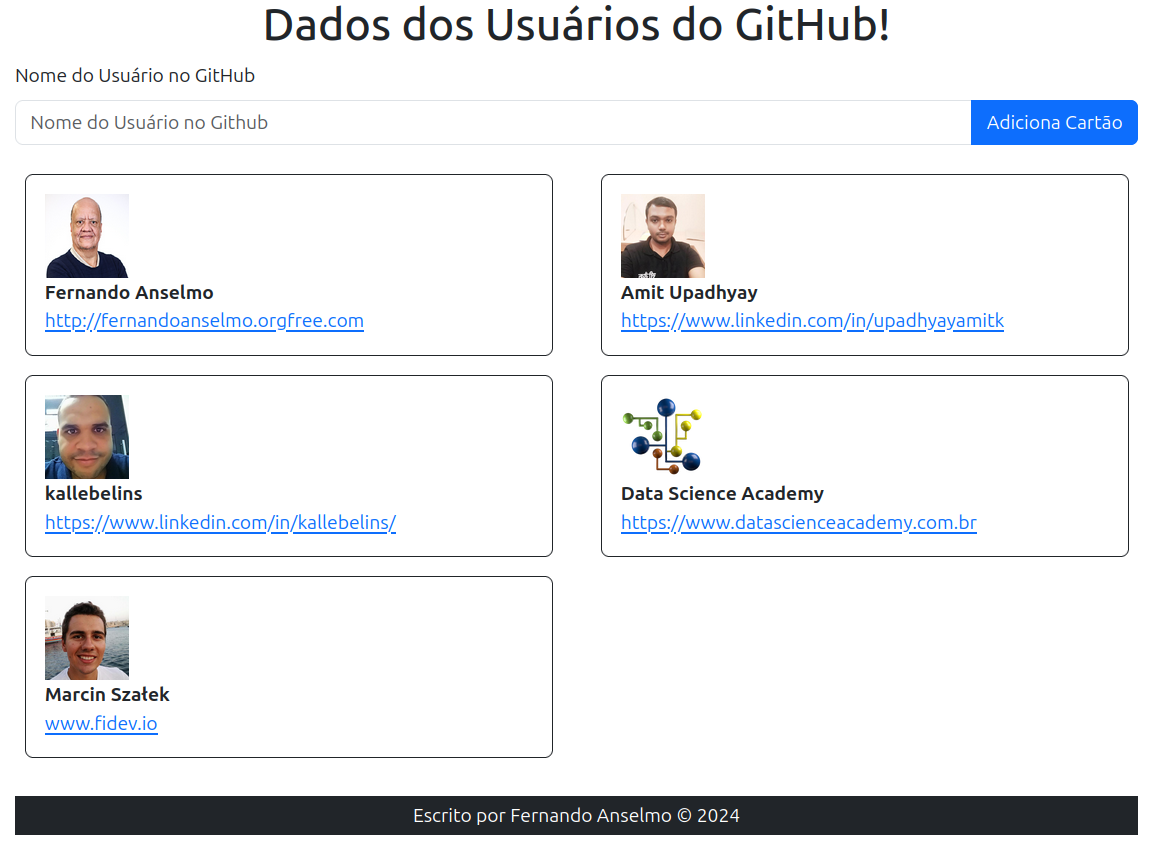 Dados dos Usuários do GitHub!
Nome do Usuário no GitHub
Nome do Usuário no Github
Adiciona Cartão
Fernando Anselmo
http://fernandoanselmo.orgfree.com
Amit Upadhyay
https://www.linkedin.com/in/upadhyayamitk
kallebelins
https://www.linkedin.com/in/kallebelins/
Data Science Academy
https://www.datascienceacademy.com.br
Marcin Szałek
www.fidev.io
Escrito por Fernando Anselmo © 2024